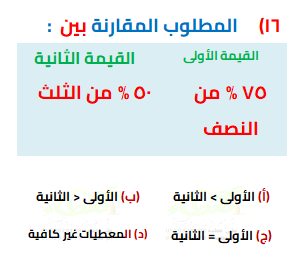 ١٦) المطلوب المقارنة بين :
القيمة الأولى القيمة الثانية
٧٥ % من ٥٠ % من الثلث
النصف
(أ) الأولى > الثانية (ب) الأولى < الثانية
(ج) الأولى = الثانية (د) المعطيات غير كافية